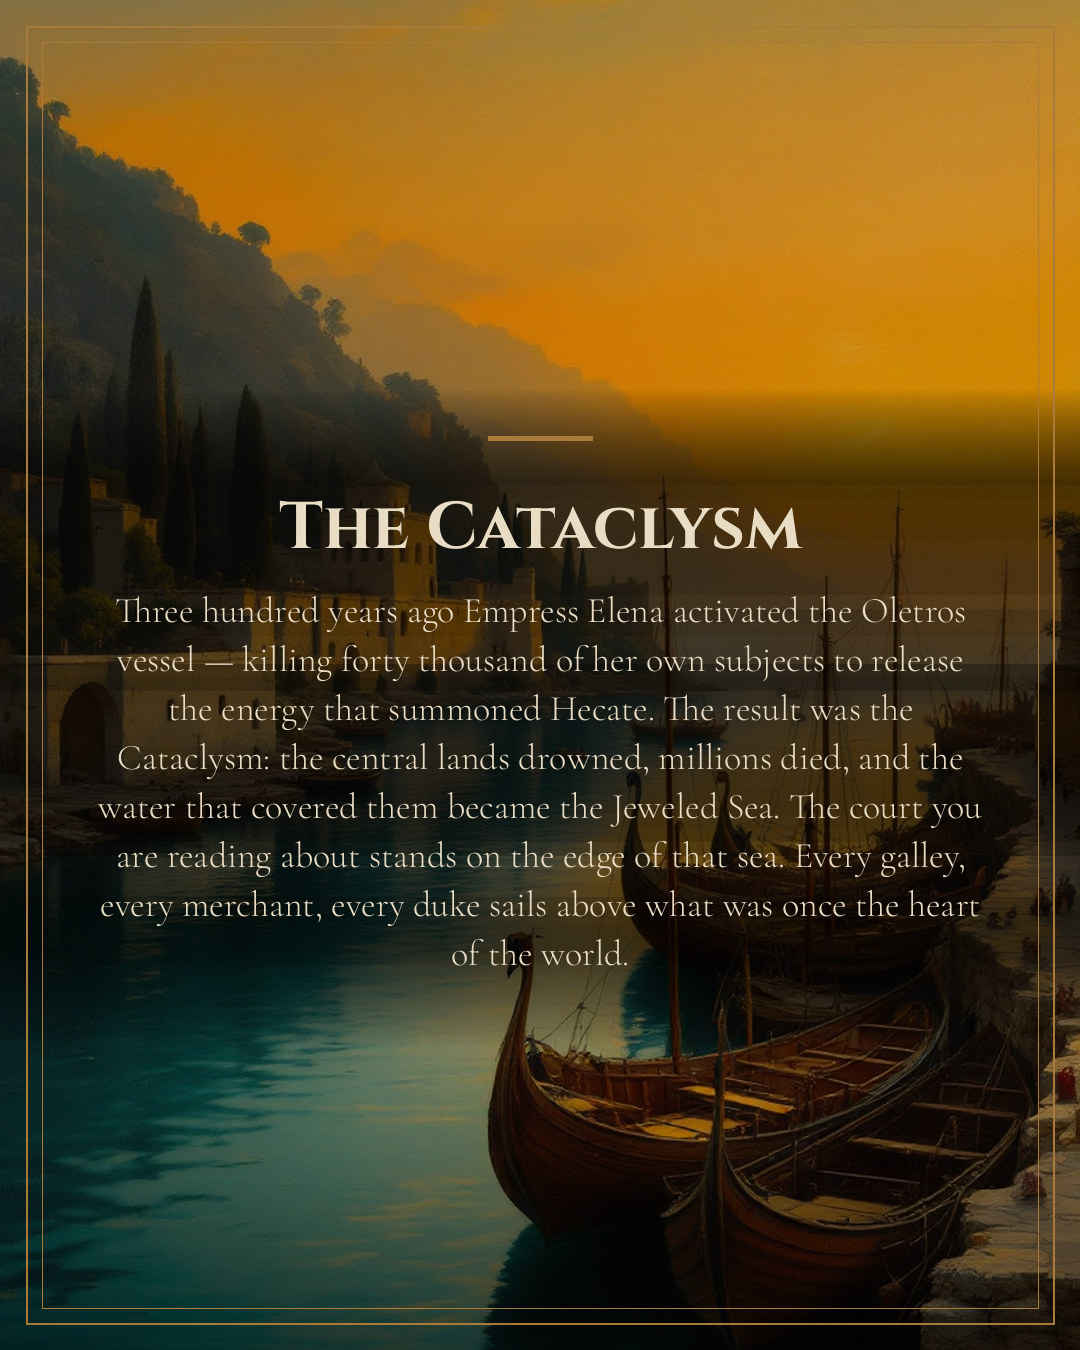 The Cataclysm
Three hundred years ago Empress Elena activated the Oletros
vessel — killing forty thousand of her own subjects to release
the energy that summoned Hecate. The result was the
Cataclysm: the central lands drowned, millions died, and the
water that covered them became the Jeweled Sea. The court you
are reading about stands on the edge of that sea. Every galley,
every merchant, every duke sails above what was once the heart
of the world.